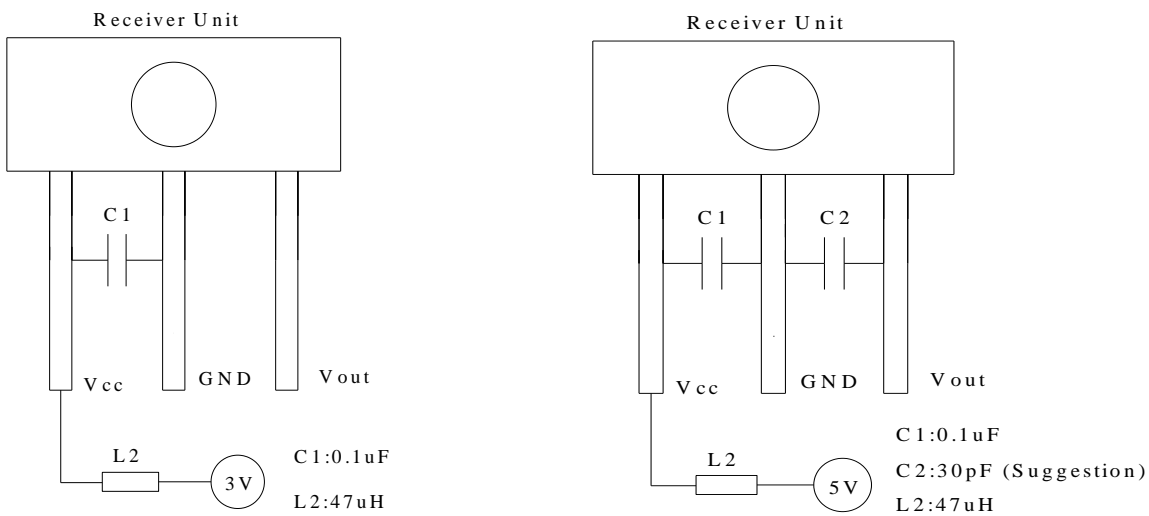 Receiver Unit
C1
Vcc
GND
Vout
L2
3V
C1:0.1uF
L2:47uH
Receiver Unit
C1
C2
Vcc
GND
Vout
L2
5V
C1:0.1uF
C2:30pF (Suggestion)
L2:47uH